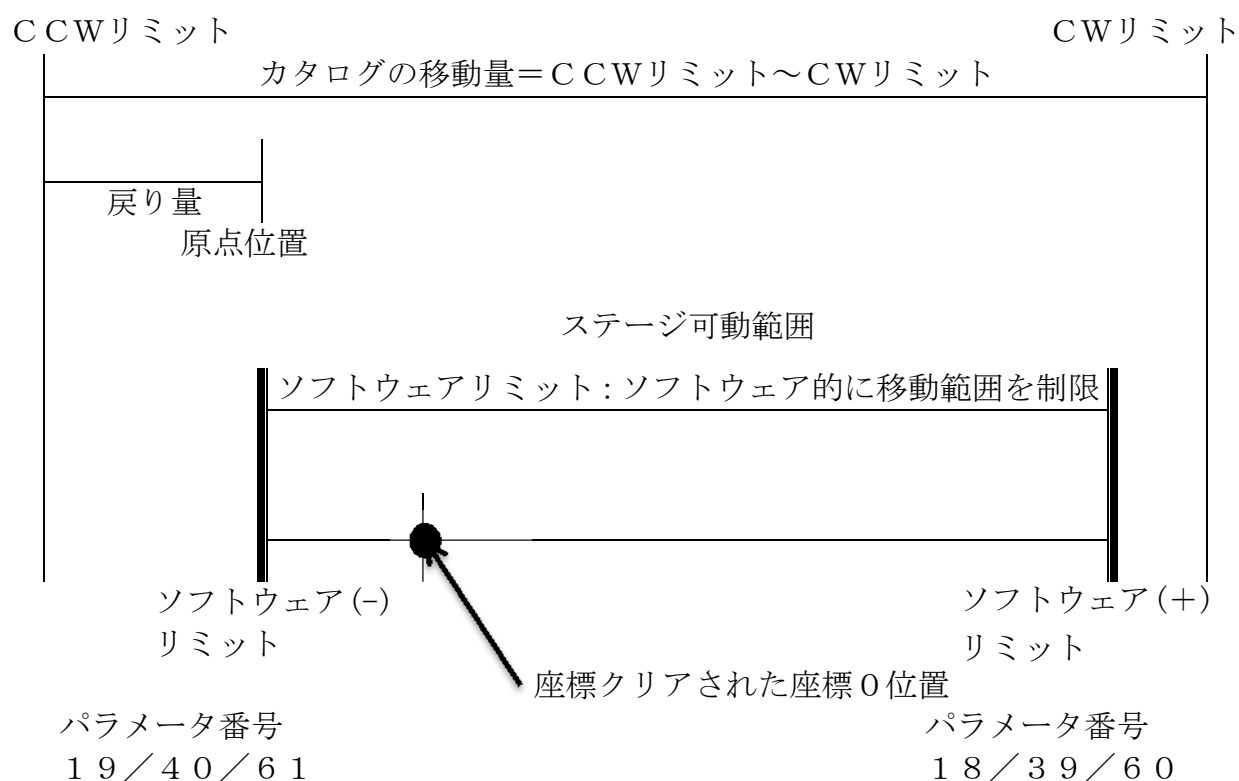 ＣＣＷリミット
ＣＷリミット
カタログの移動量＝ＣＣＷリミット～ＣＷリミット
戻り量
原点位置
ステージ可動範囲
ソフトウェアリミット：ソフトウェア的に移動範囲を制限
ソフトウェア(−)
リミット
ソフトウェア(＋)
リミット
座標クリアされた座標０位置
パラメータ番号
１９／４０／６１
パラメータ番号
１８／３９／６０